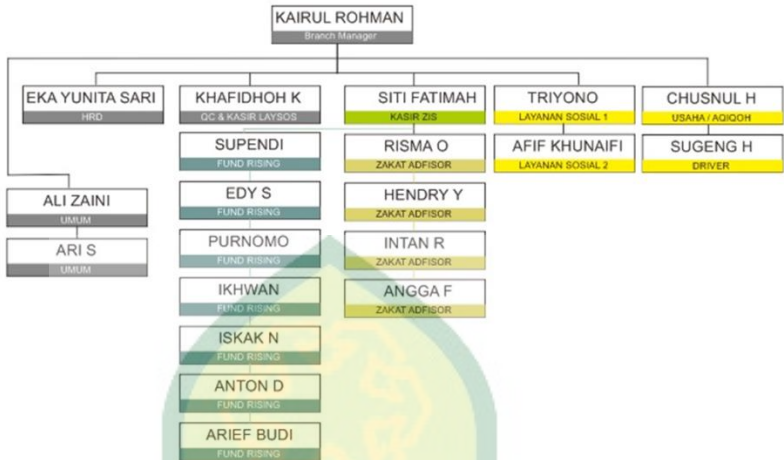 KAIRUL ROHMAN
Branch Manager
EKA YUNITA SARI
HRD
KHAFIDHOH K
QC & KASIR LAYSOS
SITI FATIMAH
KASIR ZIS
TRIYONO
LAYANAN SOSIAL 1
CHUSNUL H
USAHA / AQIQOH
SUPENDI
FUND RISING
RISMA O
ZAKAT ADFISOR
AFIF KHUNAIFI
LAYANAN SOSIAL 2
SUGENG H
DRIVER
ALI ZAINI
UMUM
EDY S
FUND RISING
HENDRY Y
ZAKAT ADFISOR
ARI S
UMUM
PURNOMO
FUND RISING
INTAN R
ZAKAT ADFISOR
IKHWAN
FUND RISING
ANGGA F
ZAKAT ADFISOR
ISKAK N
FUND RISING
ANTON D
FUND RISING
ARIEF BUDI
FUND RISING